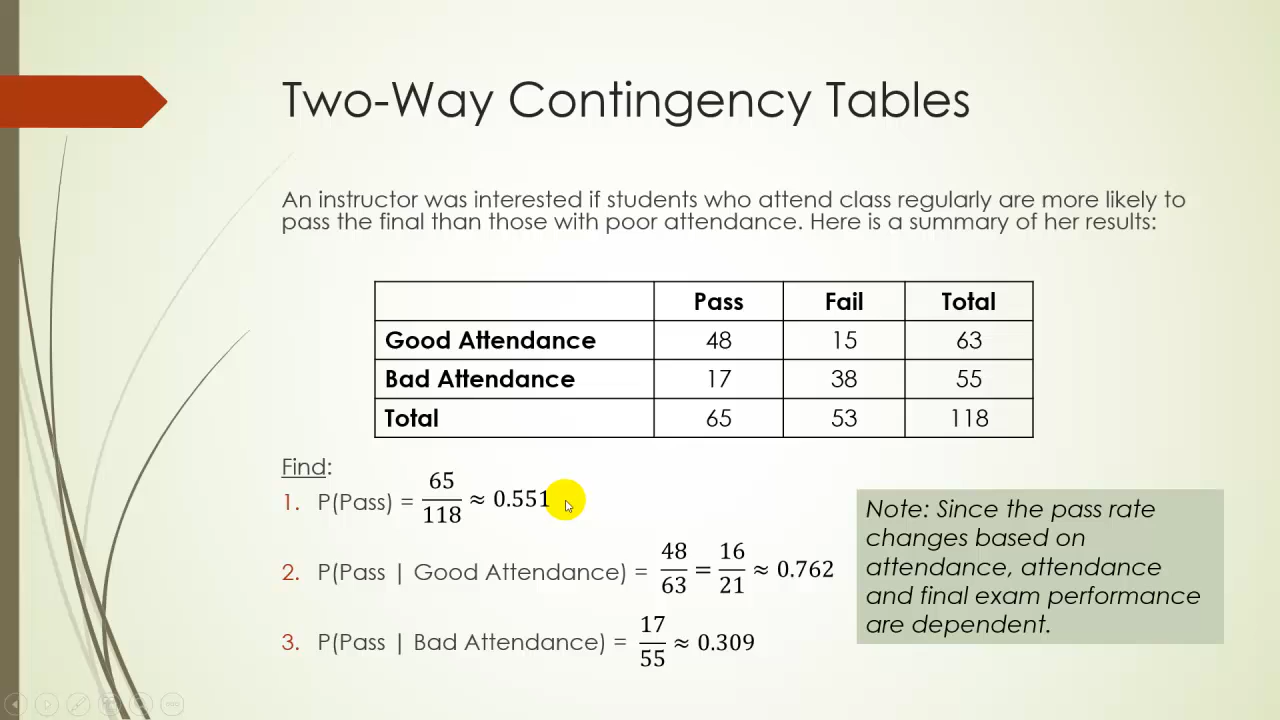 Two-Way Contingency Tables
An instructor was interested if students who attend class regularly are more likely to
pass the final than those with poor attendance. Here is a summary of her results:
Pass Fail Total
Good Attendance 48 15 63
Bad Attendance 17 38 55
Total 65 53 118
Find:
1. P(Pass) = 65/118 ≈ 0.551
2. P(Pass | Good Attendance) = 48/63 = 16/21 ≈ 0.762
3. P(Pass | Bad Attendance) = 17/55 ≈ 0.309
Note: Since the pass rate
changes based on
attendance, attendance
and final exam performance
are dependent.